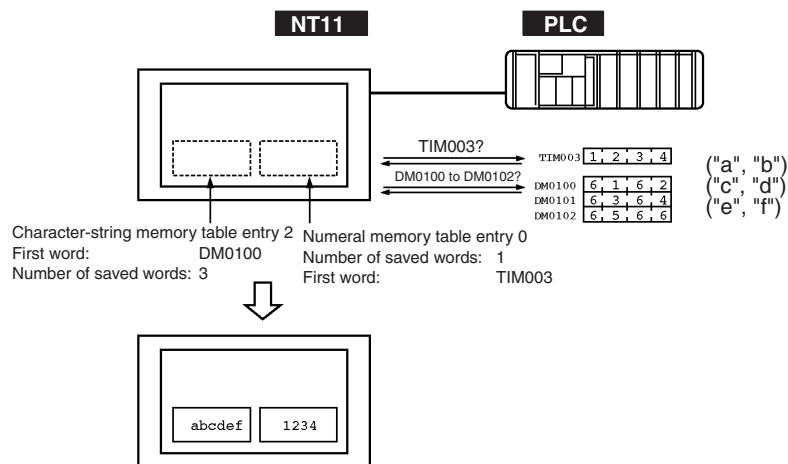 NT11 PLC
TIM003?
TIM003 1 2 3 4
("a", "b")
DM0100 to DM0102?
DM0100 6 1 6 2
("c", "d")
DM0101 6 3 6 4
("e", "f")
DM0102 6 5 6 6
Character-string memory table entry 2
First word: DM0100
Number of saved words: 3
Numeral memory table entry 0
Number of saved words: 1
First word: TIM003
abcdef 1234